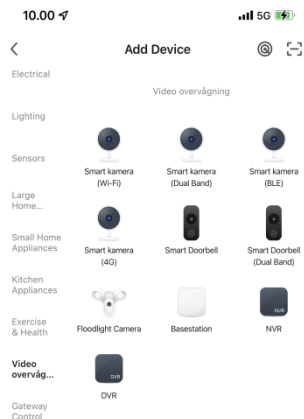 10.00
5G
Add Device
Electrical
Lighting
Sensors
Large
Home...
Small Home
Appliances
Kitchen
Appliances
Exercise
& Health
Video
overvåg...
Gateway
Control
Video overvågning
Smart kamera
(Wi-Fi)
Smart kamera
(Dual Band)
Smart kamera
(BLE)
Smart kamera
(4G)
Smart Doorbell
Smart Doorbell
(Dual Band)
Floodlight Camera
Basestation
NVR
NVR
DVR
DVR